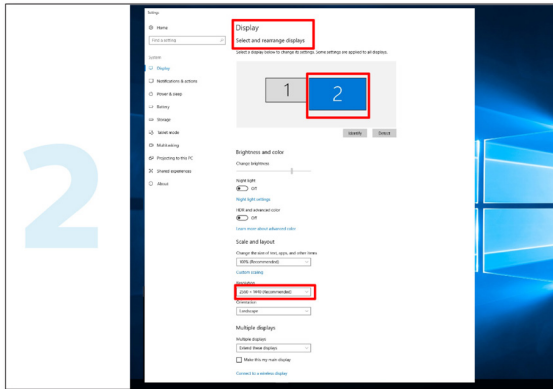 Settings
Home
Find a setting
System
Display
Notifications & actions
Power & sleep
Battery
Storage
Tablet mode
Multitasking
Projecting to this PC
Shared experiences
About
Display
Select and rearrange displays
Select a display below to change its settings. Some settings are applied to all displays.
1
2
Identify
Detect
Brightness and color
Change brightness
Night light
Off
Night light settings
HDR and advanced color
Off
Learn more about advanced color
Scale and layout
Change the size of text, apps, and other items
100% (Recommended)
Custom scaling
Resolution
(Recommended)
Orientation
Landscape
Multiple displays
Multiple displays
Extend these displays
Make this my main display
Connect to a wireless display
2